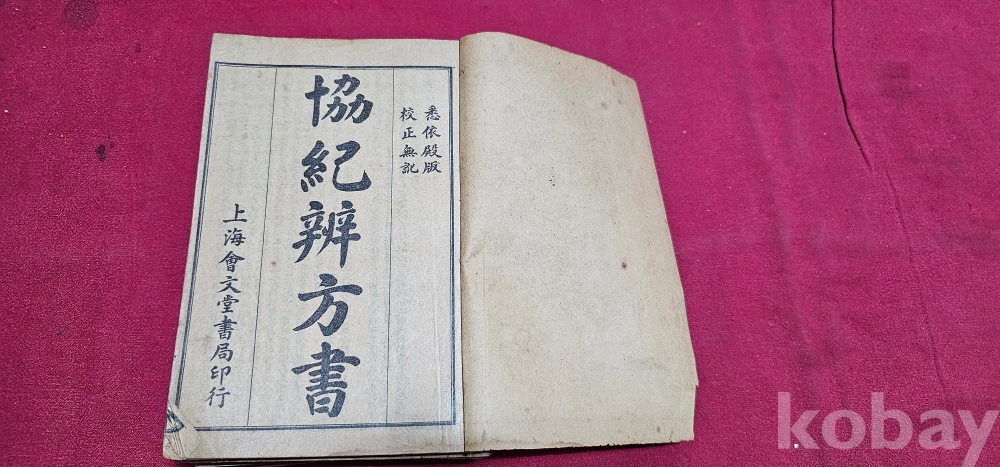 悉依殿版
校正無訛
協紀辨方書
上海會文堂書局印行
kobay